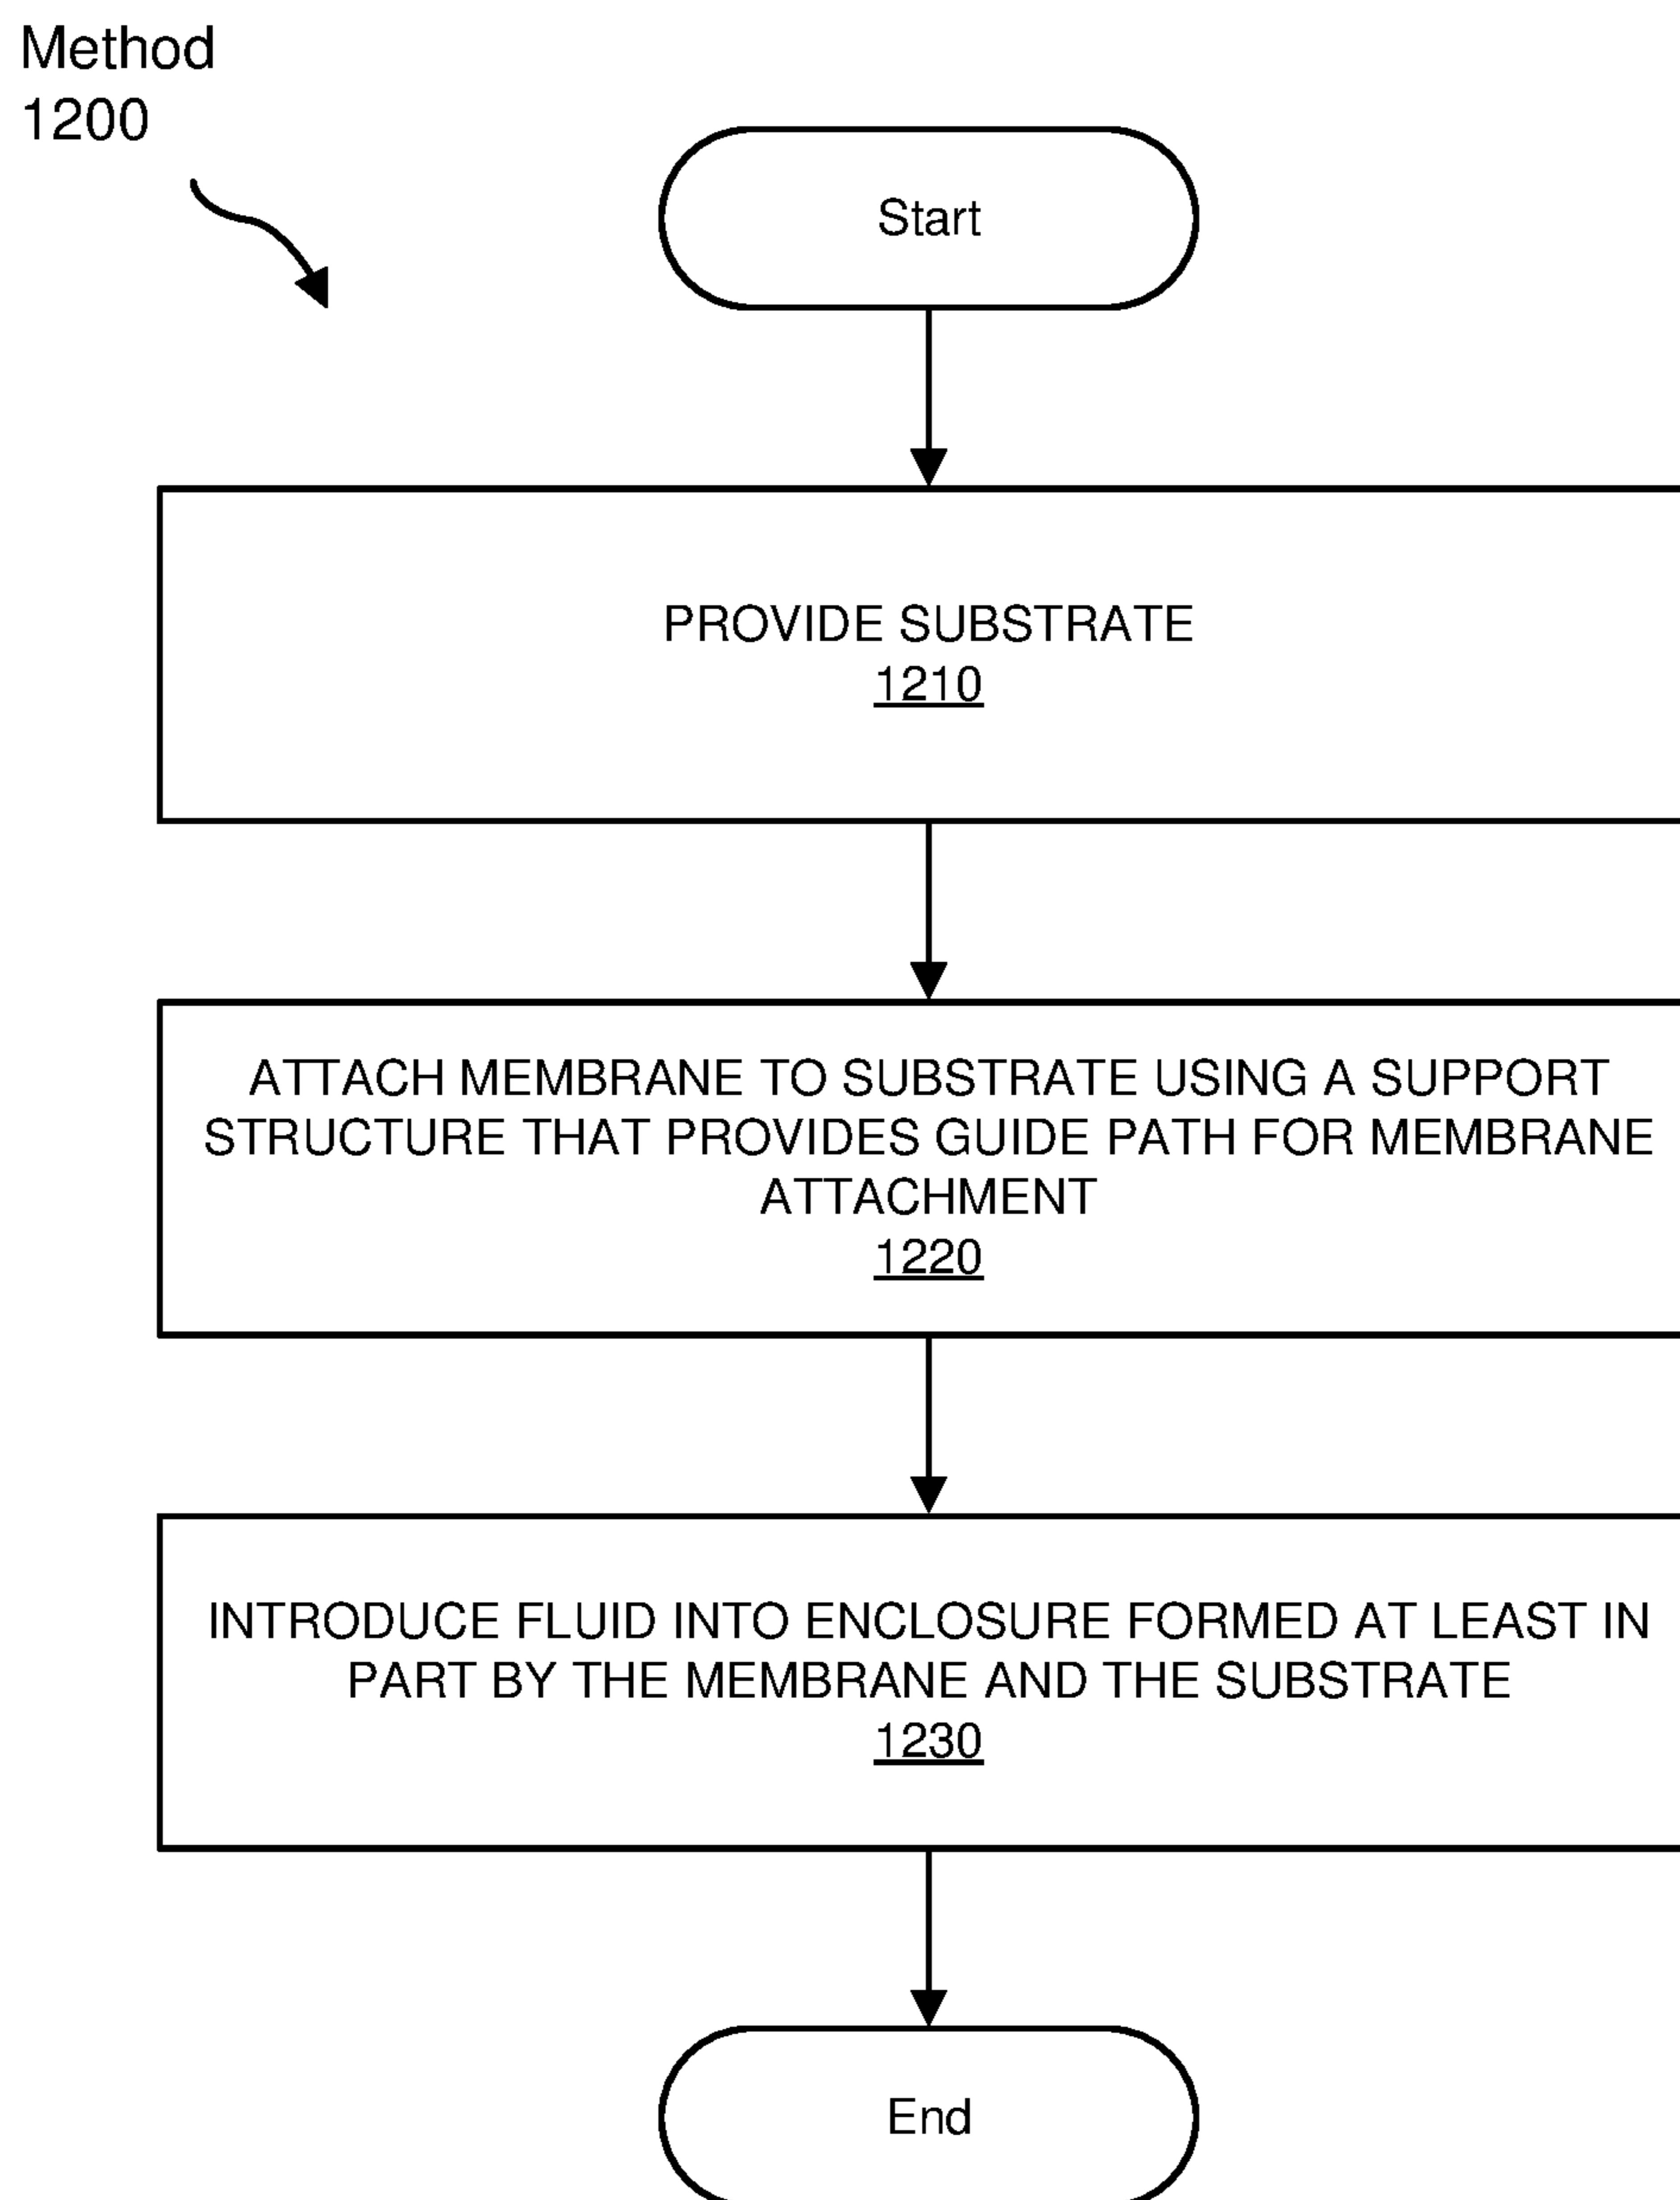 Method
1200
Start
PROVIDE SUBSTRATE
1210
ATTACH MEMBRANE TO SUBSTRATE USING A SUPPORT
STRUCTURE THAT PROVIDES GUIDE PATH FOR MEMBRANE
ATTACHMENT
1220
INTRODUCE FLUID INTO ENCLOSURE FORMED AT LEAST IN
PART BY THE MEMBRANE AND THE SUBSTRATE
1230
End